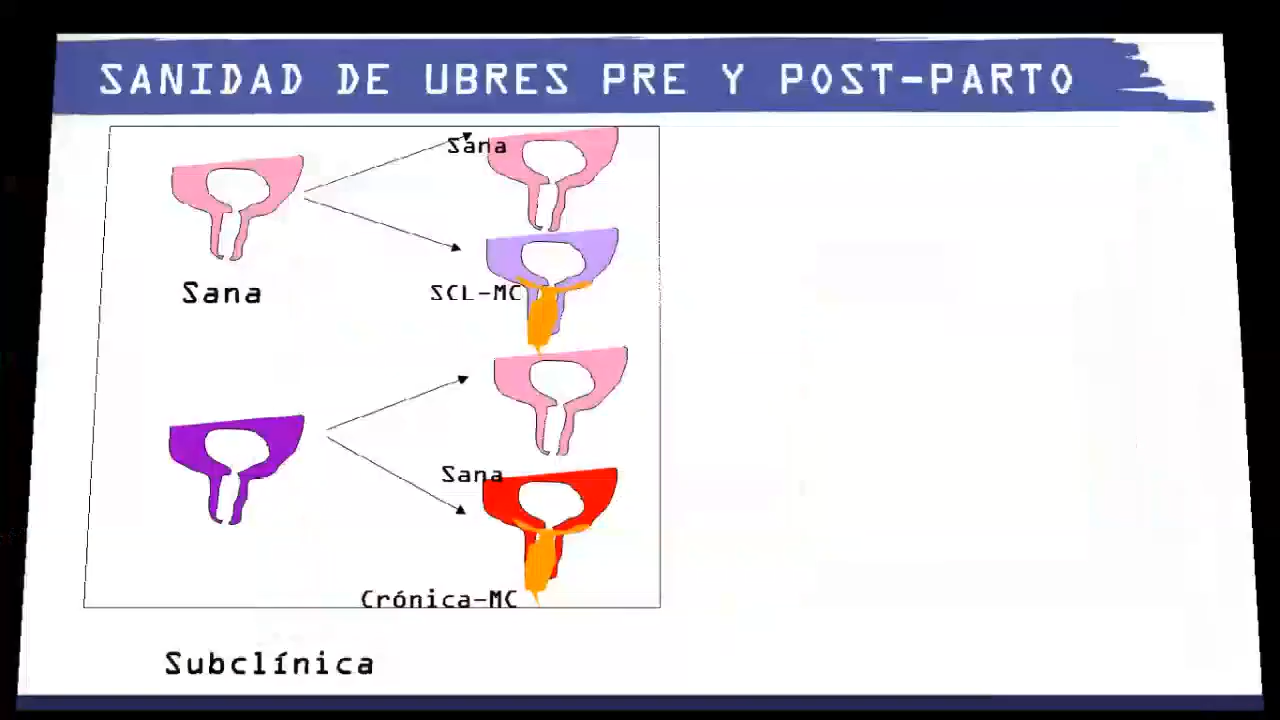 SANIDAD DE UBRES PRE Y POST-PARTO
Sana
Sana
SCL-MC
Sana
Crónica-MC
Subclínica